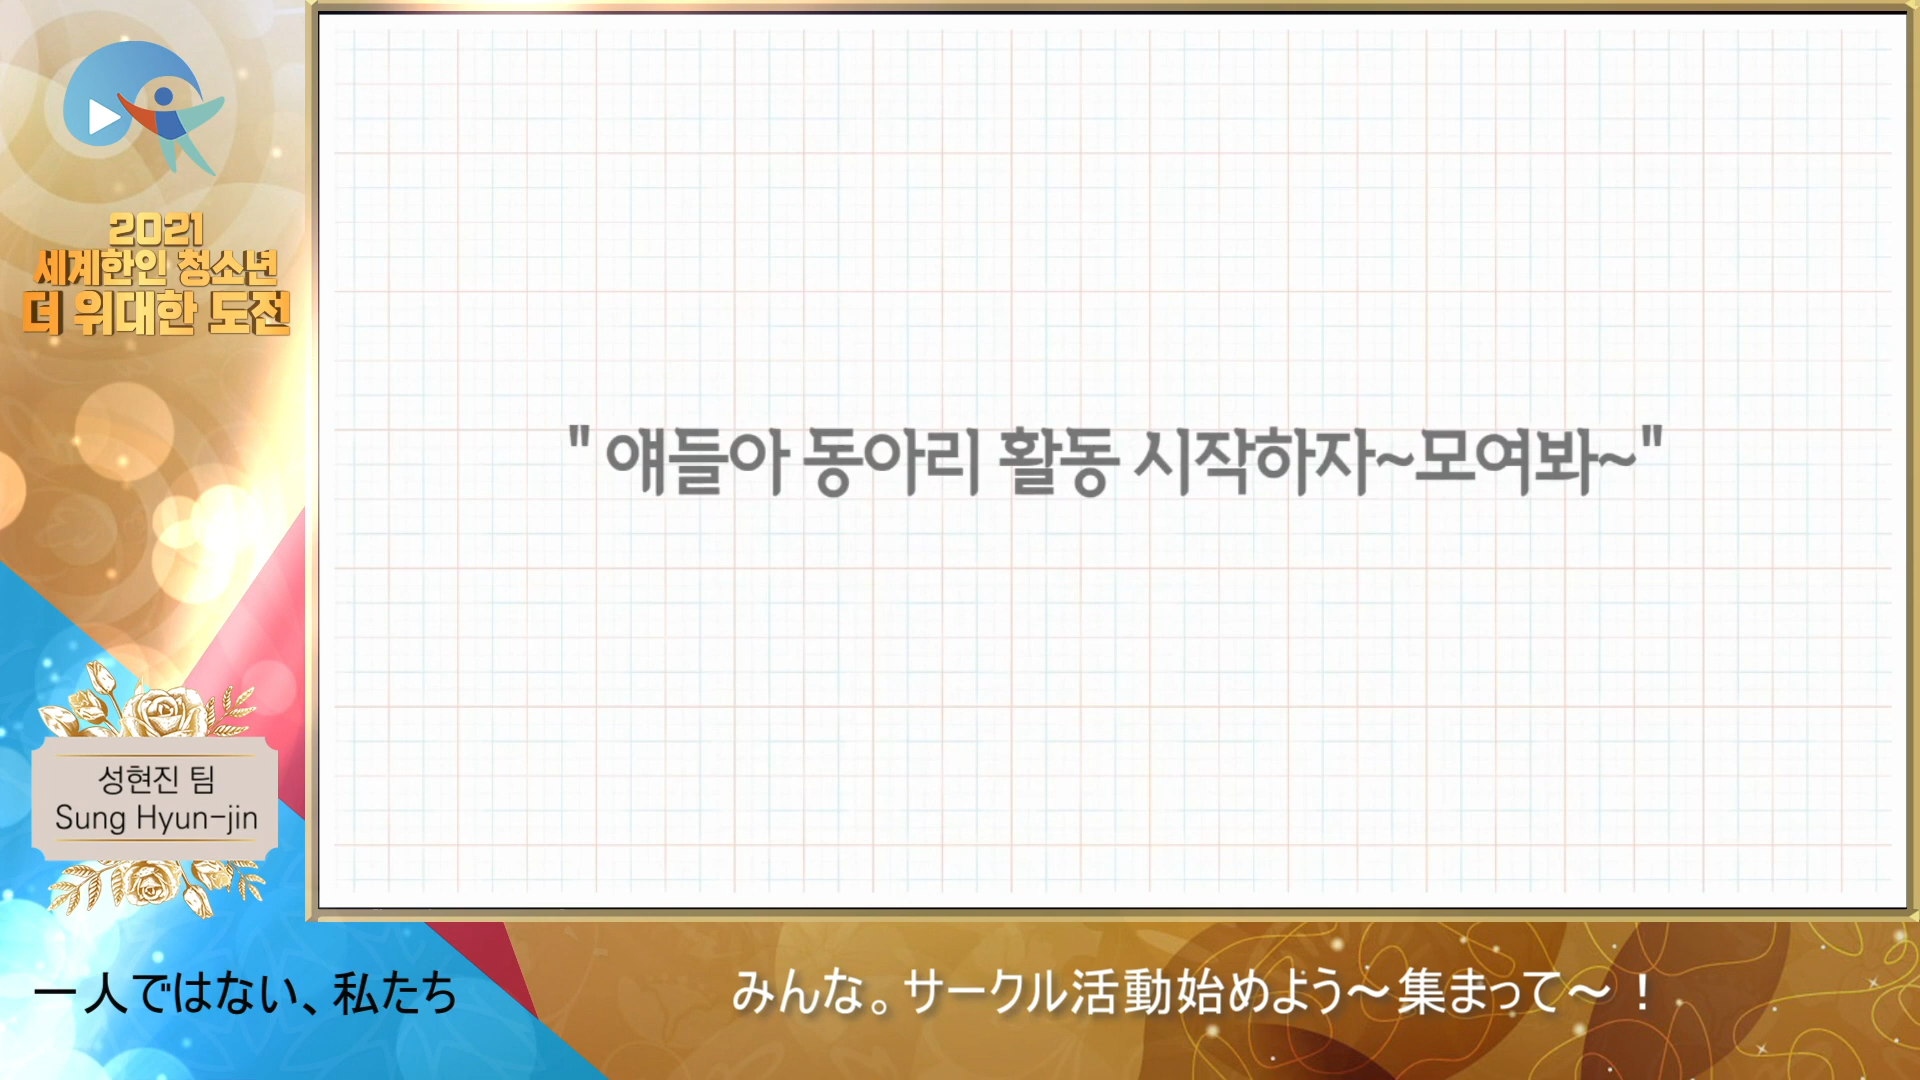 2021
세계한인 청소년
더 위대한 도전
" 얘들아 동아리 활동 시작하자~모여봐~"
성현진 팀
Sung Hyun-jin
一人ではない、私たち
みんな。サークル活動始めよう～集まって～！